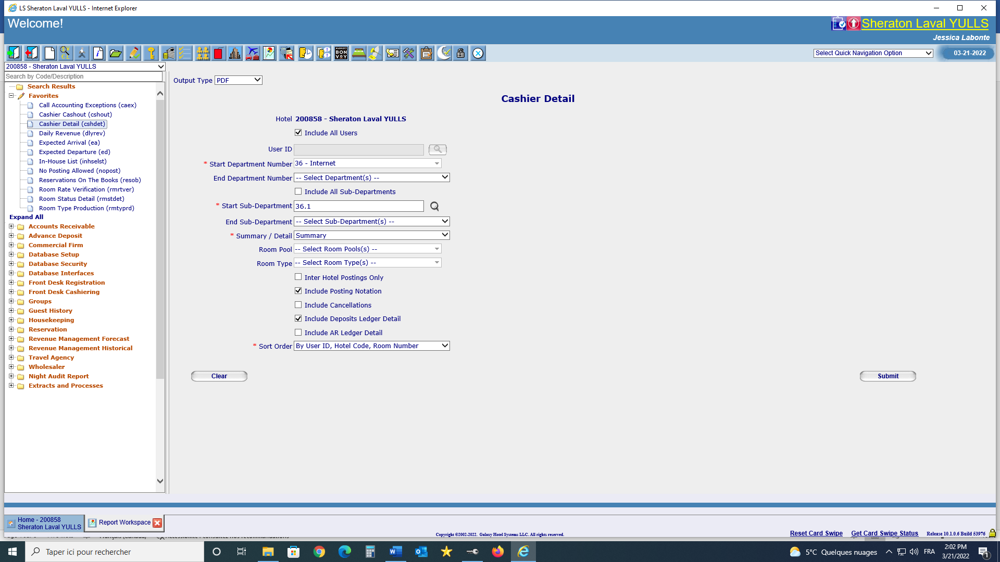 LS Sheraton Laval YULLS - Internet Explorer
Welcome!
Sheraton Laval YULLS
Jessica Labonte
MARRIOTT
BON
VOY
Select Quick Navigation Option
03-21-2022
200858 - Sheraton Laval YULLS
Search by Code/Description
Search Results
Favorites
Call Accounting Exceptions (caex)
Cashier Cashout (cshout)
Cashier Detail (cshdet)
Daily Revenue (dlyrev)
Expected Arrival (ea)
Expected Departure (ed)
In-House List (inhselst)
No Posting Allowed (nopost)
Reservations On The Books (resob)
Room Rate Verification (rmrtver)
Room Status Detail (rmstdet)
Room Type Production (rmtyprd)
Expand All
Accounts Receivable
Advance Deposit
Commercial Firm
Database Setup
Database Security
Database Interfaces
Front Desk Registration
Front Desk Cashiering
Groups
Guest History
Housekeeping
Reservation
Revenue Management Forecast
Revenue Management Historical
Travel Agency
Wholesaler
Night Audit Report
Extracts and Processes
Output Type PDF
Cashier Detail
Hotel 200858 - Sheraton Laval YULLS
Include All Users
User ID
* Start Department Number 36 - Internet
End Department Number -- Select Department(s) --
Include All Sub-Departments
* Start Sub-Department 36.1
End Sub-Department -- Select Sub-Department(s) --
* Summary / Detail Summary
Room Pool -- Select Room Pools(s) --
Room Type -- Select Room Type(s) --
Inter Hotel Postings Only
Include Posting Notation
Include Cancellations
Include Deposits Ledger Detail
Include AR Ledger Detail
* Sort Order By User ID, Hotel Code, Room Number
Clear
Submit
Home - 200858
Sheraton Laval YULLS
Report Workspace
Copyright ©2002-2022. Galaxy Hotel Systems LLC. All rights reserved.
Reset Card Swipe
Get Card Swipe Status
Release 10.1.0.6 Build 53976
Taper ici pour rechercher
5°C Quelques nuages
FRA
2:02 PM
3/21/2022
1